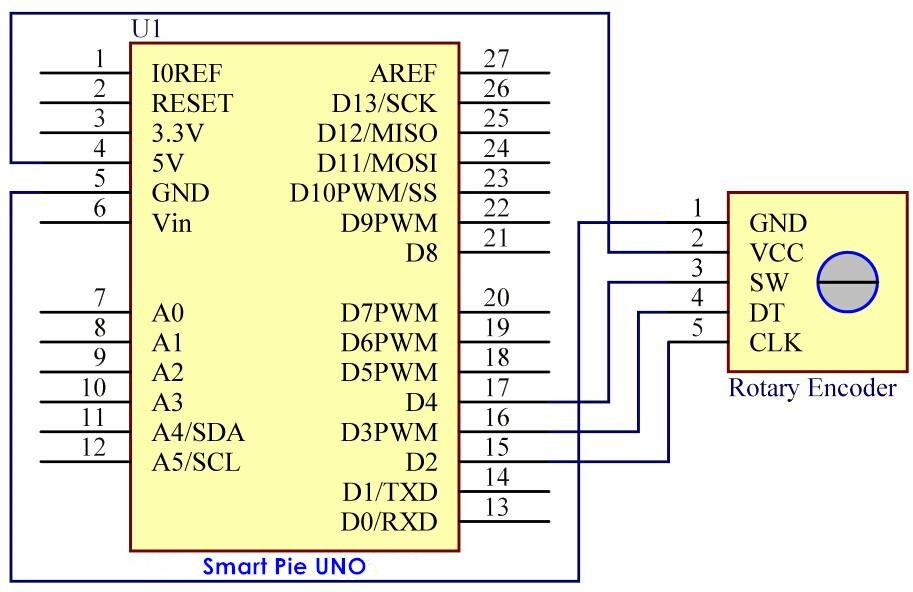 U1
1 I0REF AREF 27
2 RESET D13/SCK 26
3 3.3V D12/MISO 25
4 5V D11/MOSI 24
5 GND D10PWM/SS 23
6 Vin D9PWM 22
D8 21
7 A0 D7PWM 20
8 A1 D6PWM 19
9 A2 D5PWM 18
10 A3 D4 17
11 A4/SDA D3PWM 16
12 A5/SCL D2 15
D1/TXD 14
D0/RXD 13
Smart Pie UNO
1 GND
2 VCC
3 SW
4 DT
5 CLK
Rotary Encoder